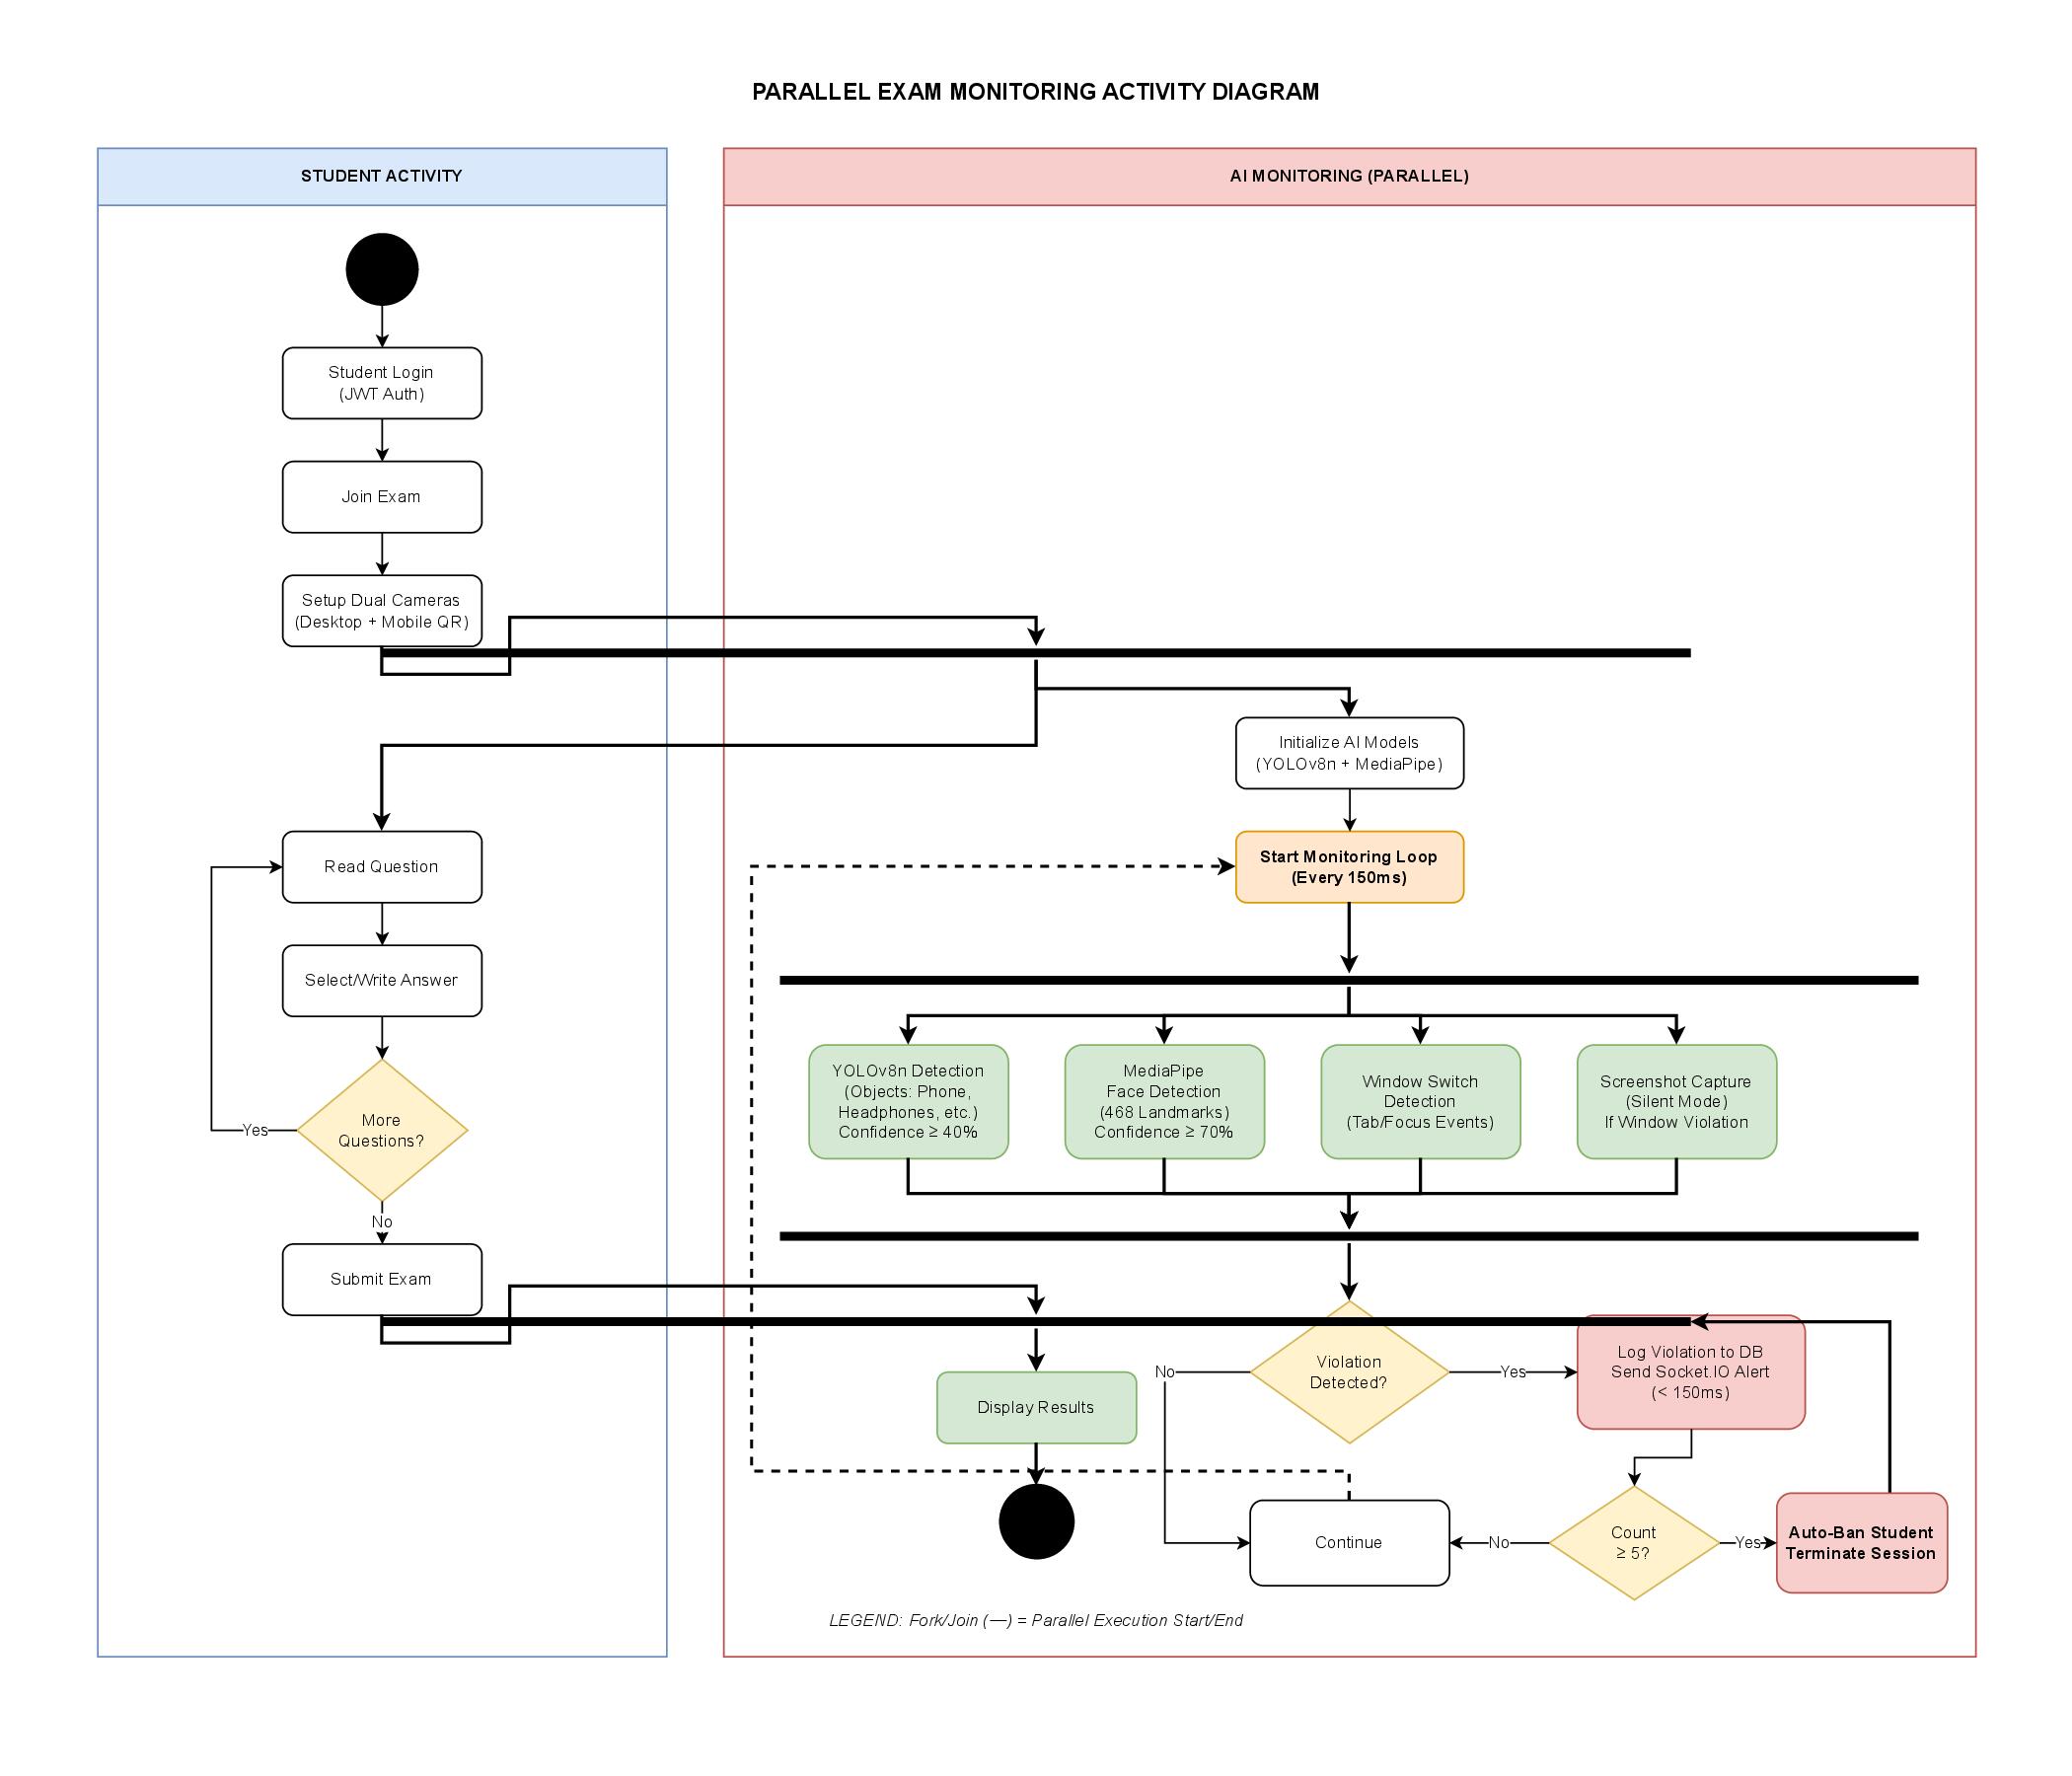 PARALLEL EXAM MONITORING ACTIVITY DIAGRAM
STUDENT ACTIVITY
AI MONITORING (PARALLEL)
Student Login
(JWT Auth)
Join Exam
Setup Dual Cameras
(Desktop + Mobile QR)
Initialize AI Models
(YOLOv8n + MediaPipe)
Read Question
Start Monitoring Loop
(Every 150ms)
Select/Write Answer
YOLOv8n Detection
(Objects: Phone,
Headphones, etc.)
Confidence ≥ 40%
MediaPipe
Face Detection
(468 Landmarks)
Confidence ≥ 70%
Window Switch
Detection
(Tab/Focus Events)
Screenshot Capture
(Silent Mode)
If Window Violation
More
Questions?
Yes
No
Submit Exam
Violation
Detected?
No
Yes
Log Violation to DB
Send Socket.IO Alert
(< 150ms)
Display Results
Continue
No
Count
≥ 5?
Yes
Auto-Ban Student
Terminate Session
LEGEND: Fork/Join (—) = Parallel Execution Start/End